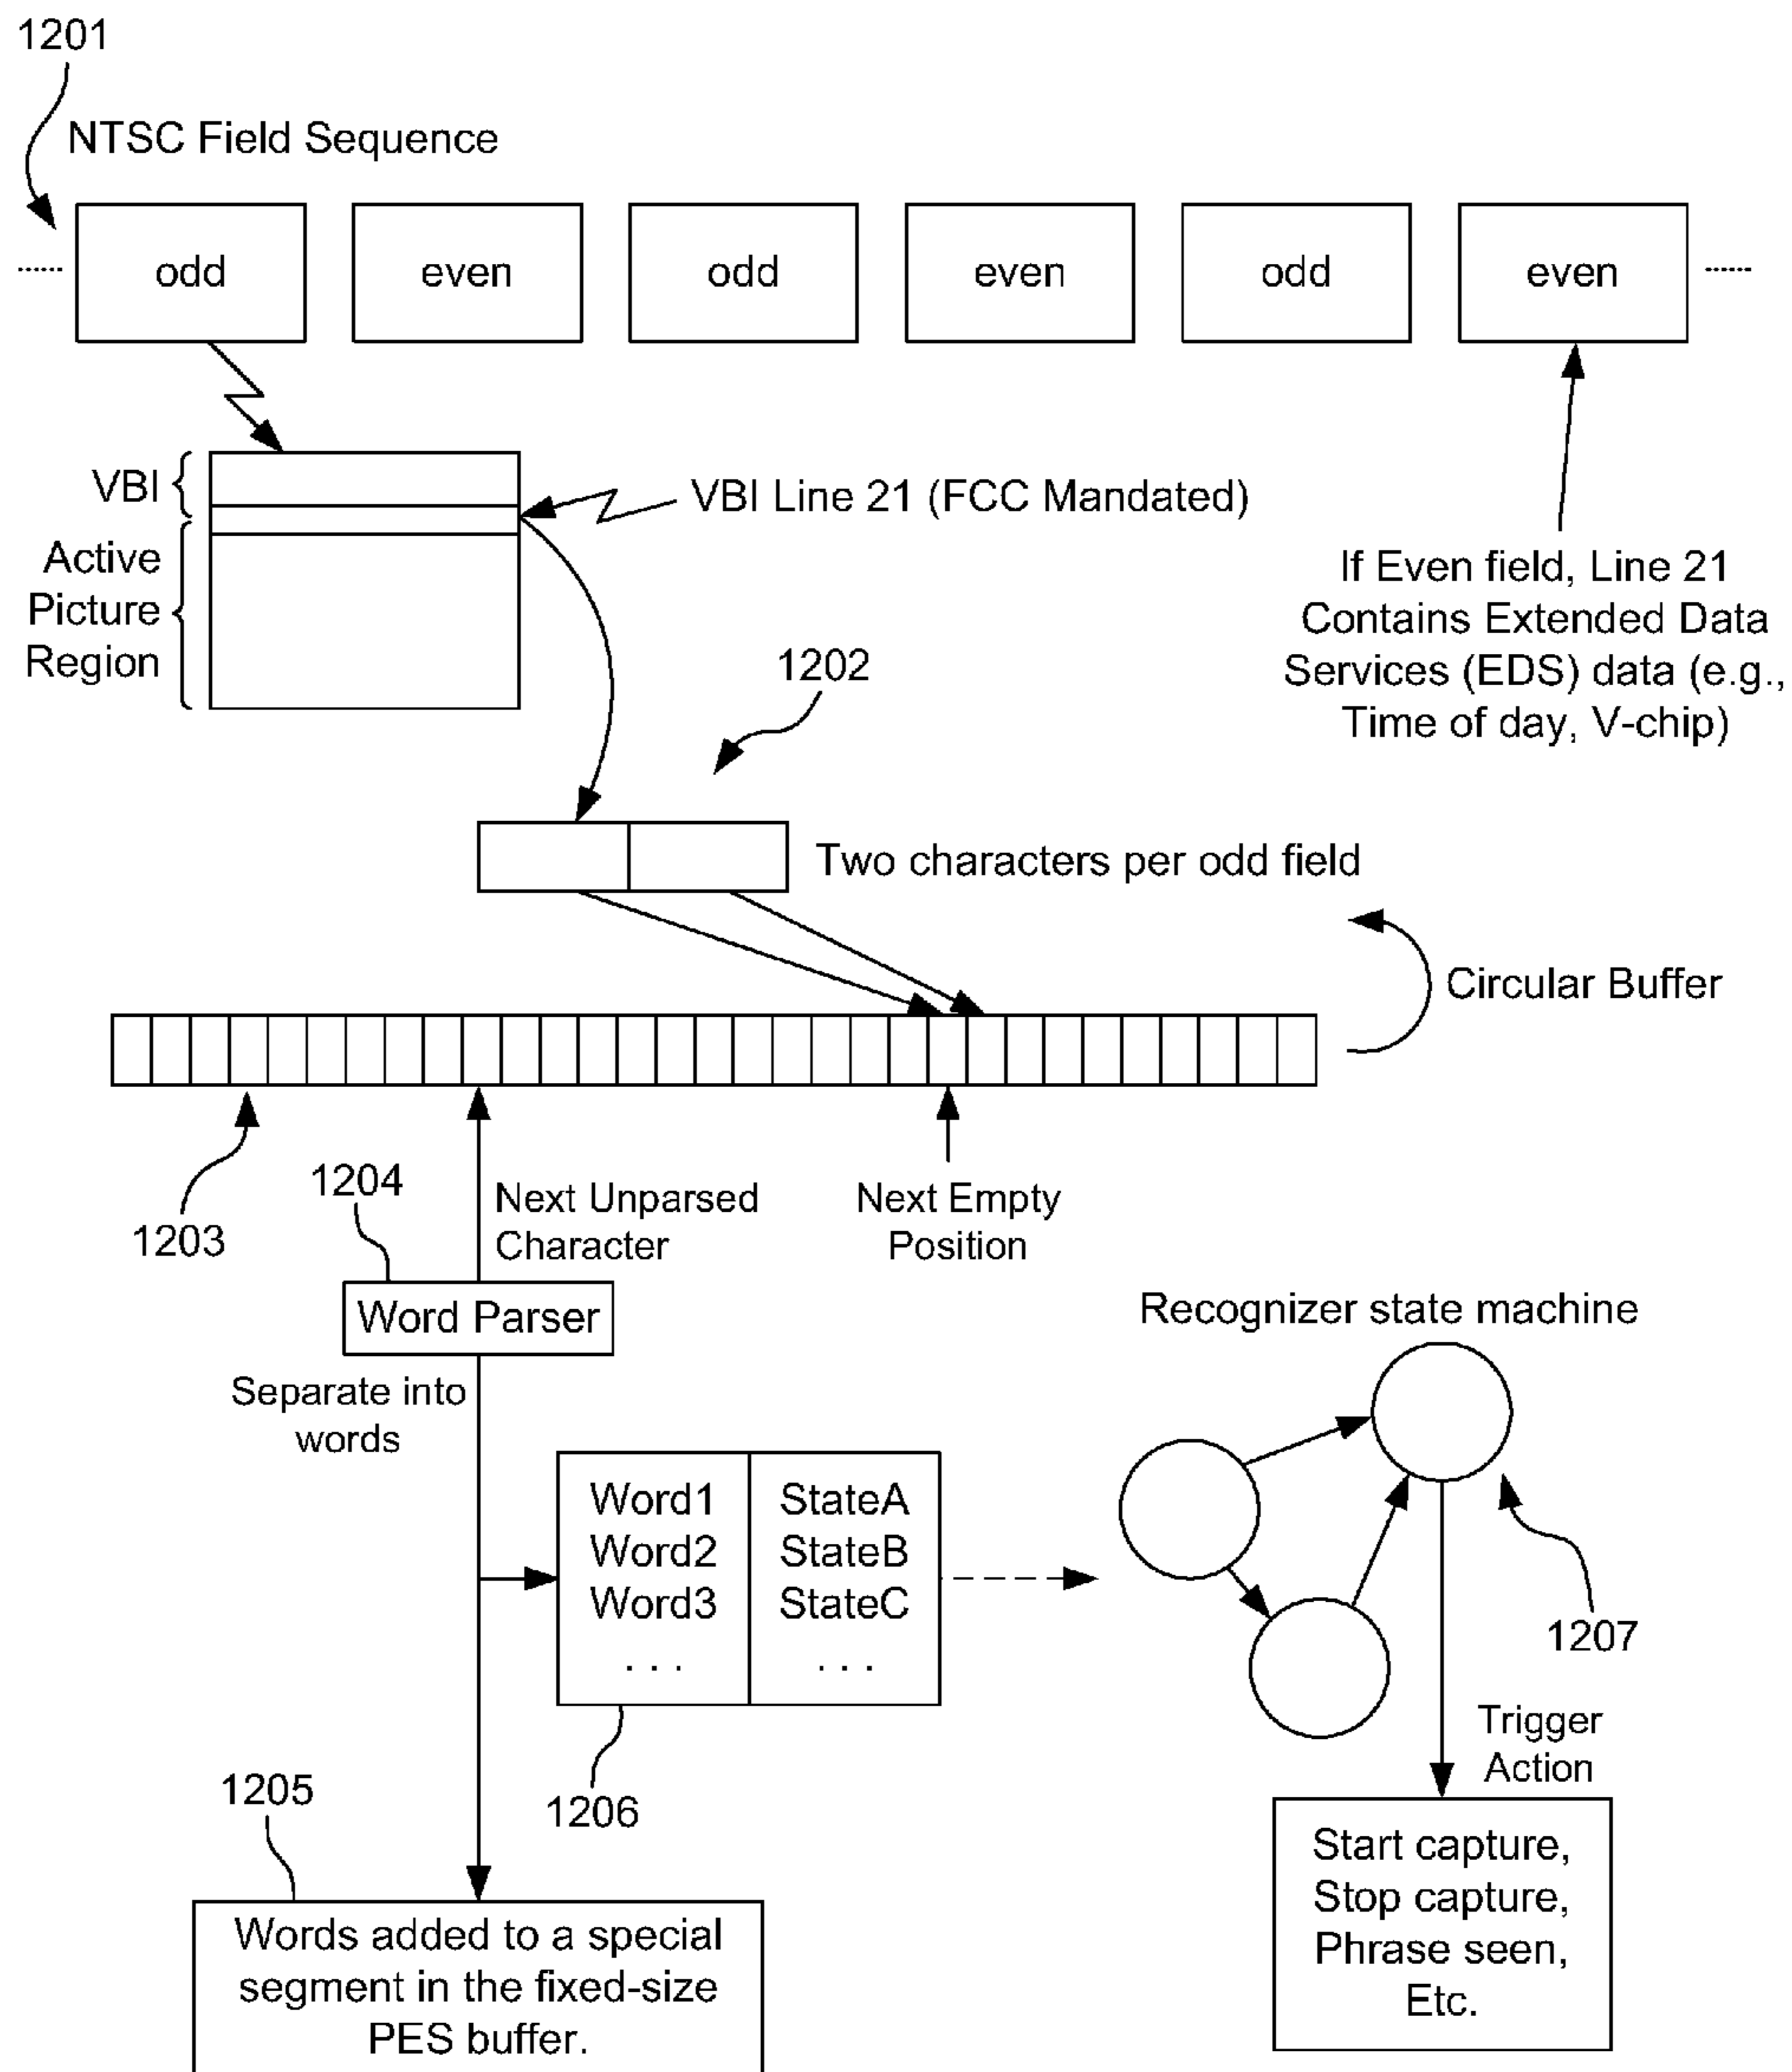 1201
NTSC Field Sequence
...... odd even odd even odd even ......
VBI
VBI Line 21 (FCC Mandated)
Active
Picture
Region
If Even field, Line 21
Contains Extended Data
Services (EDS) data (e.g.,
Time of day, V-chip)
1202
Two characters per odd field
Circular Buffer
1203
1204
Next Unparsed
Character
Next Empty
Position
Word Parser
Separate into
words
Recognizer state machine
Word1 StateA
Word2 StateB
Word3 StateC
. . . . . .
1207
Trigger
Action
1205
1206
Start capture,
Stop capture,
Phrase seen,
Etc.
Words added to a special
segment in the fixed-size
PES buffer.